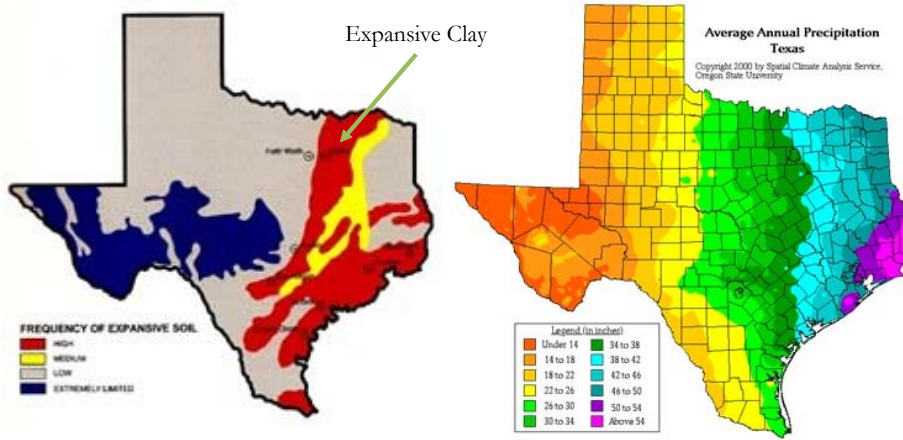 Expansive Clay
FORT Worth
FREQUENCY OF EXPANSIVE SOIL
HIGH
MEDIUM
LOW
EXTREMELY LIMITED
Average Annual Precipitation
Texas
Copyright 2000 by Spatial Climate Analysis Service,
Oregon State University
Legend (in inches)
Under 14
14 to 18
18 to 22
22 to 26
26 to 30
30 to 34
34 to 38
38 to 42
42 to 46
46 to 50
50 to 54
Above 54